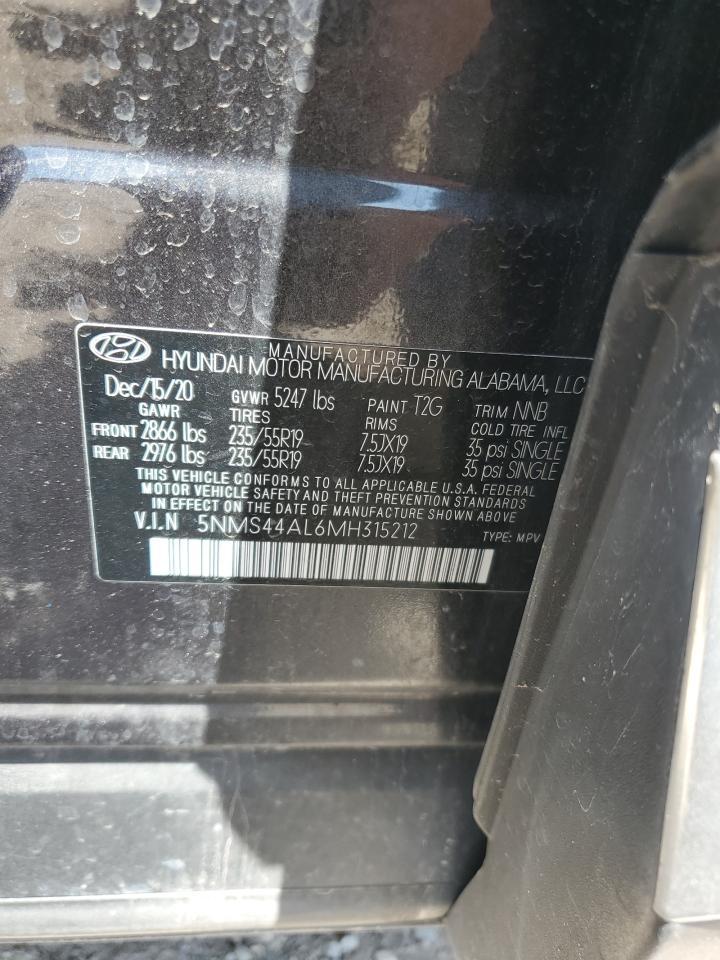 MANUFACTURED BY
HYUNDAI MOTOR MANUFACTURING ALABAMA, LLC
Dec/15/20 GVWR 5247 lbs PAINT T2G TRIM NNB
GAWR TIRES RIMS COLD TIRE INFL
FRONT 2866 lbs 235/55R19 7.5JX19 35 psi SINGLE
REAR 2976 lbs 235/55R19 7.5JX19 35 psi SINGLE
THIS VEHICLE CONFORMS TO ALL APPLICABLE U.S.A. FEDERAL
MOTOR VEHICLE SAFETY AND THEFT PREVENTION STANDARDS
IN EFFECT ON THE DATE OF MANUFACTURE SHOWN ABOVE
V.I.N 5NMS44AL6MH315212 TYPE: MPV